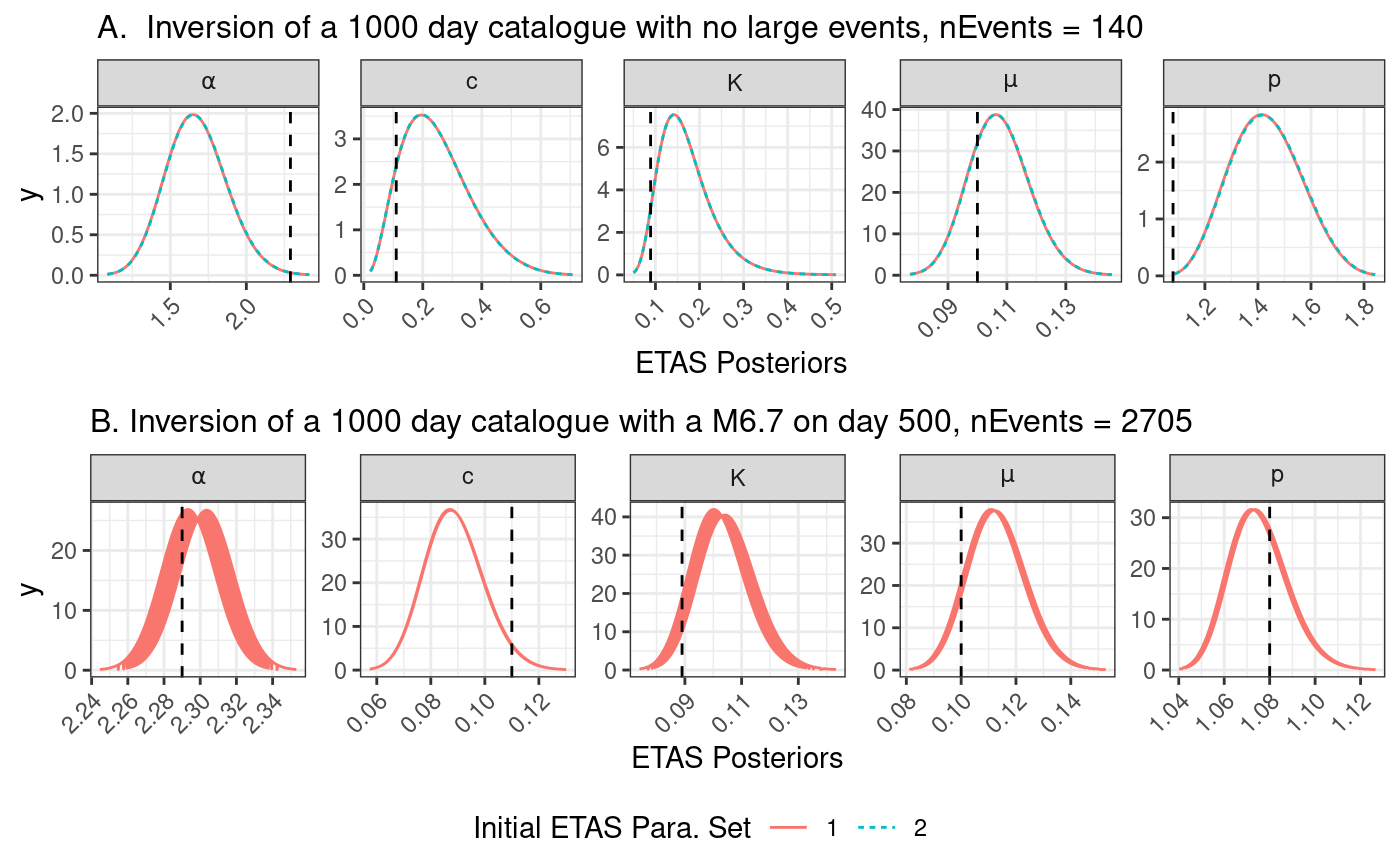 A.  Inversion of a 1000 day catalogue with no large events, nEvents = 140
α c K μ p
y
2.0
1.5
1.0
0.5
0.0
1.5 2.0
3
2
1
0
0.0 0.2 0.4 0.6
6
4
2
0
0.1 0.2 0.3 0.4 0.5
40
30
20
10
0
0.09 0.11 0.13
2
1
0
1.2 1.4 1.6 1.8
ETAS Posteriors
B. Inversion of a 1000 day catalogue with a M6.7 on day 500, nEvents = 2705
α c K μ p
y
20
10
0
2.24 2.26 2.28 2.30 2.32 2.34
30
20
10
0
0.06 0.08 0.10 0.12
40
30
20
10
0
0.09 0.11 0.13
30
20
10
0
0.08 0.10 0.12 0.14
30
20
10
0
1.04 1.06 1.08 1.10 1.12
ETAS Posteriors
Initial ETAS Para. Set 1 2